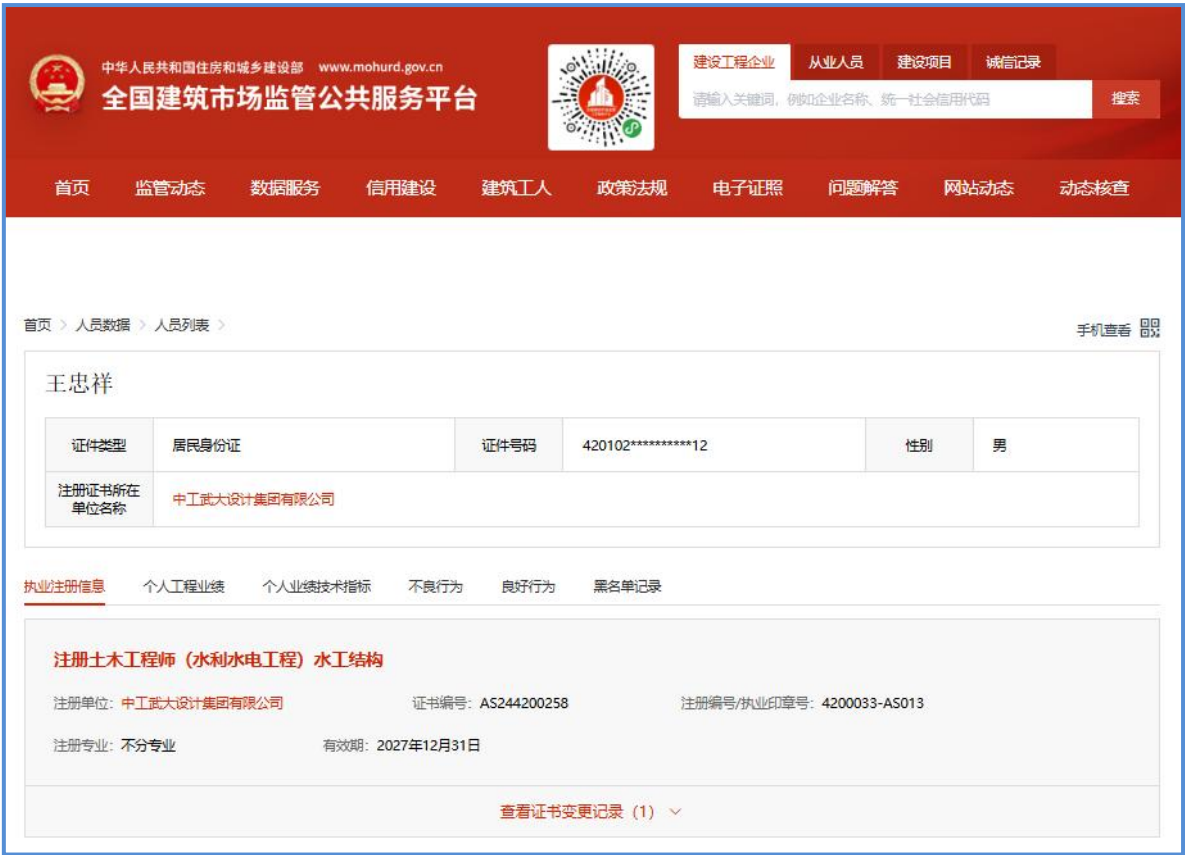 中华人民共和国住房和城乡建设部 www.mohurd.gov.cn
全国建筑市场监管公共服务平台
建设工程企业 从业人员 建设项目 诚信记录
请输入关键词，例如企业名称、统一社会信用代码 搜索
首页 监管动态 数据服务 信用建设 建筑工人 政策法规 电子证照 问题解答 网站动态 动态核查
首页 > 人员数据 > 人员列表 >
手机查看
王忠祥
证件类型 居民身份证 证件号码 420102**********12 性别 男
注册证书所在
单位名称
中工武大设计集团有限公司
执业注册信息 个人工程业绩 个人业绩技术指标 不良行为 良好行为 黑名单记录
注册土木工程师（水利水电工程）水工结构
注册单位：中工武大设计集团有限公司 证书编号：AS244200258 注册编号/执业印章号：4200033-AS013
注册专业：不分专业 有效期：2027年12月31日
查看证书变更记录（1）